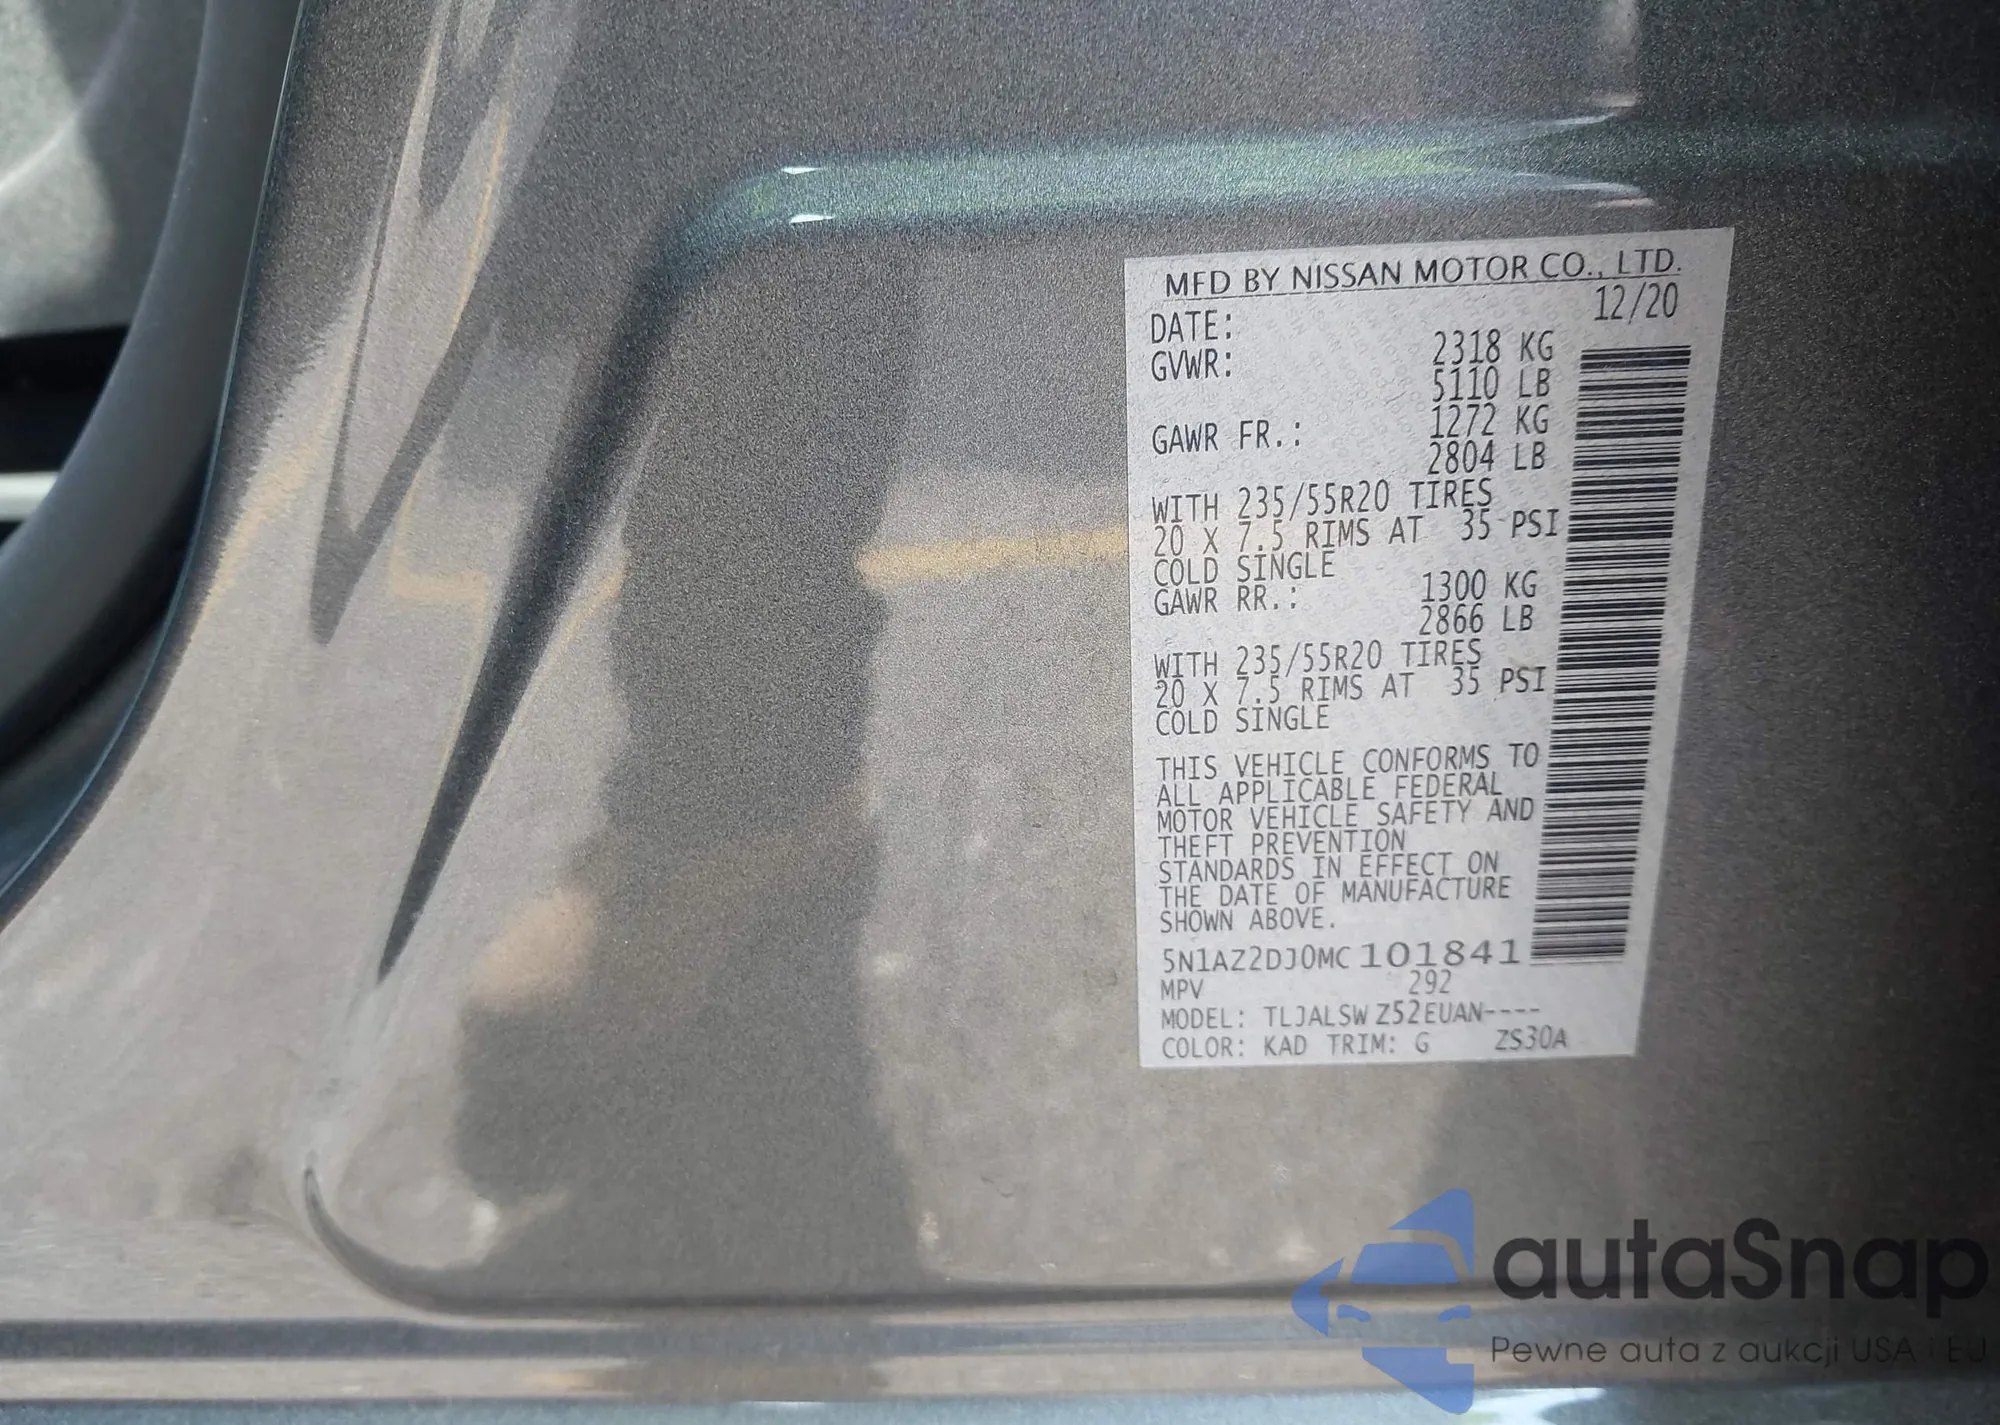 MFD BY NISSAN MOTOR CO., LTD.
DATE: 12/20
GVWR: 2318 KG
5110 LB
GAWR FR.: 1272 KG
2804 LB
WITH 235/55R20 TIRES
20 X 7.5 RIMS AT 35 PSI
COLD SINGLE
GAWR RR.: 1300 KG
2866 LB
WITH 235/55R20 TIRES
20 X 7.5 RIMS AT 35 PSI
COLD SINGLE
THIS VEHICLE CONFORMS TO
ALL APPLICABLE FEDERAL
MOTOR VEHICLE SAFETY AND
THEFT PREVENTION
STANDARDS IN EFFECT ON
THE DATE OF MANUFACTURE
SHOWN ABOVE.
5N1AZ2DJ0MC101841
MPV 292
MODEL: TLJALSW Z52EUAN----
COLOR: KAD TRIM: G ZS30A
autaSnap
Pewne auta z aukcji USA i EU